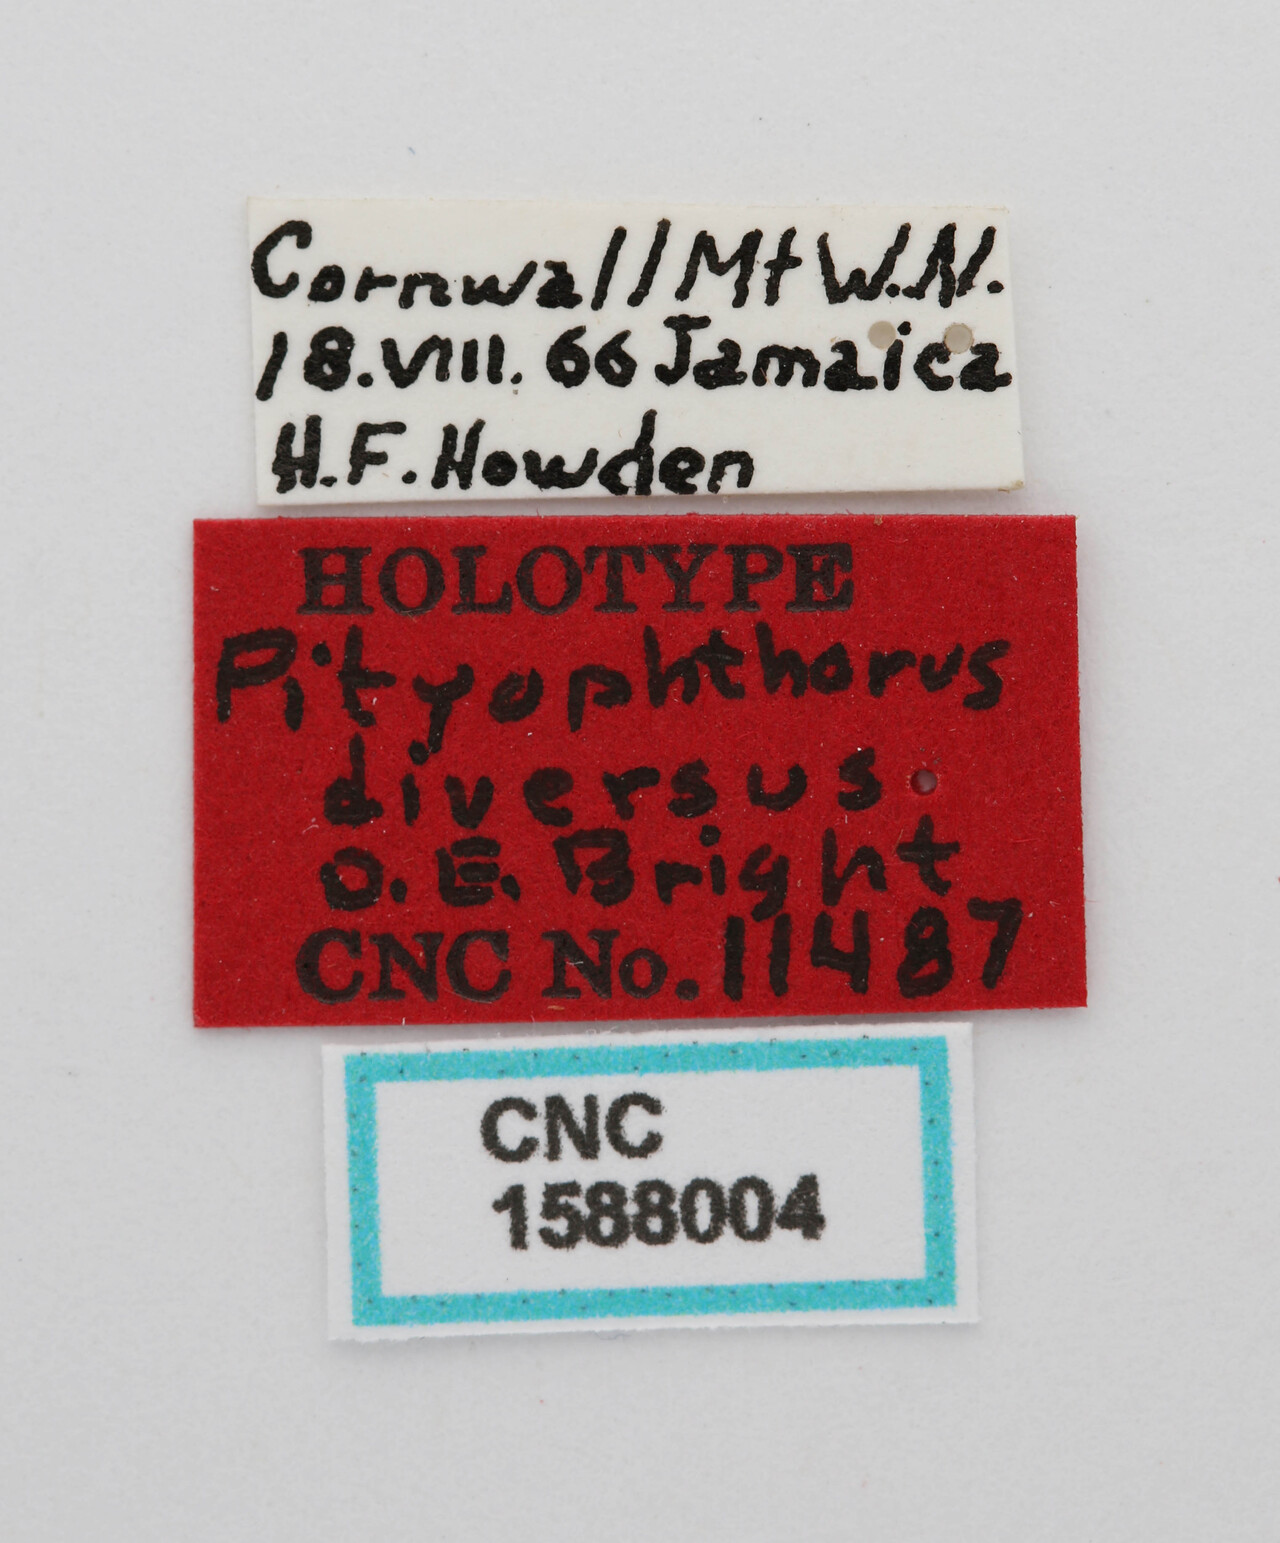 Cornwall Mt W.N.
18.VIII.66 Jamaica
H.F. Howden
HOLOTYPE
Pityophthorus
diversus
D.E. Bright
CNC No. 11487
CNC
1588004